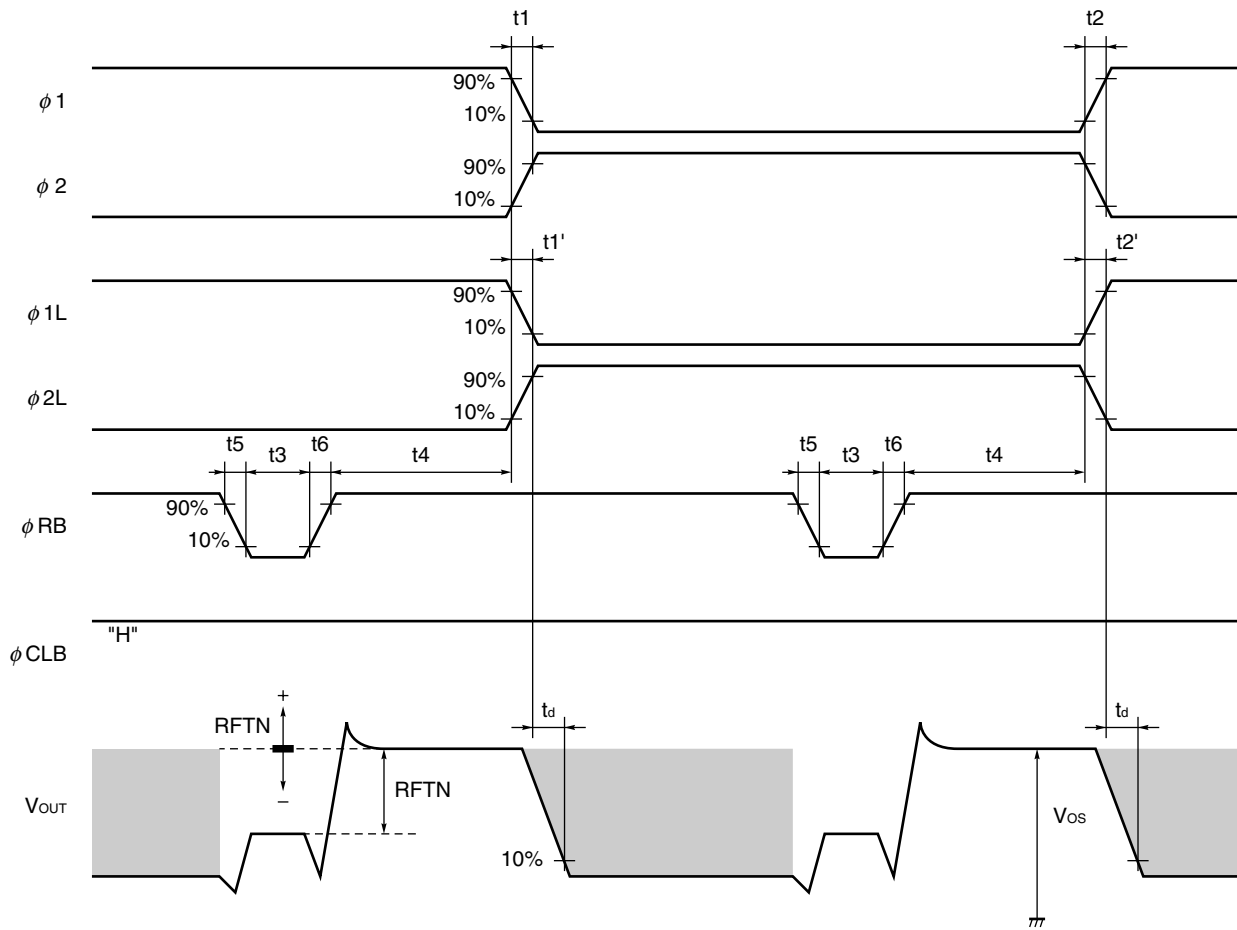 t1 t2
90%
φ1
10%
90%
φ2
10%
t1' t2'
90%
φ1L
10%
90%
φ2L
10%
t5 t3 t6 t4 t5 t3 t6 t4
90%
φRB
10%
"H"
φCLB
+
RFTN td td
RFTN
−
VOUT VOS
10%